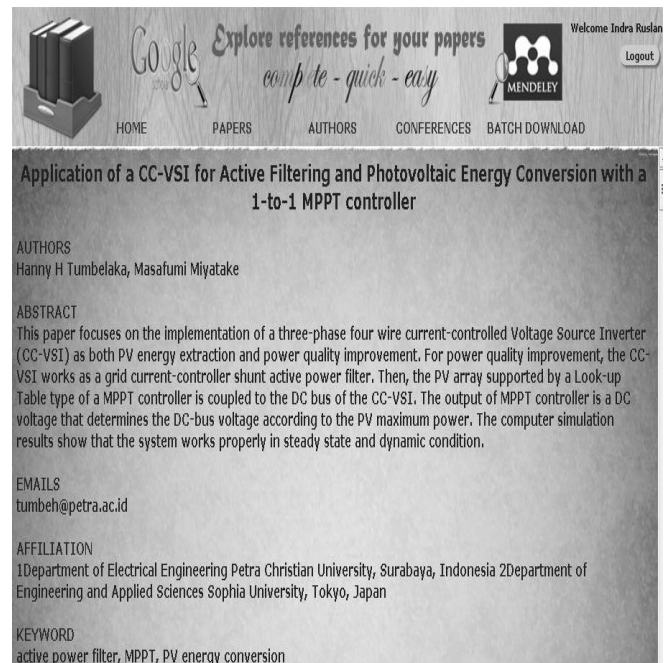 Explore references for your papers
Welcome Indra Ruslan
Google
scholar
complete - quick - easy
Logout
MENDELEY
HOME PAPERS AUTHORS CONFERENCES BATCH DOWNLOAD
Application of a CC-VSI for Active Filtering and Photovoltaic Energy Conversion with a
1-to-1 MPPT controller
AUTHORS
Hanny H Tumbelaka, Masafumi Miyatake
ABSTRACT
This paper focuses on the implementation of a three-phase four wire current-controlled Voltage Source Inverter
(CC-VSI) as both PV energy extraction and power quality improvement. For power quality improvement, the CC-
VSI works as a grid current-controller shunt active power filter. Then, the PV array supported by a Look-up
Table type of a MPPT controller is coupled to the DC bus of the CC-VSI. The output of MPPT controller is a DC
voltage that determines the DC-bus voltage according to the PV maximum power. The computer simulation
results show that the system works properly in steady state and dynamic condition.
EMAILS
tumbeh@petra.ac.id
AFFILIATION
1Department of Electrical Engineering Petra Christian University, Surabaya, Indonesia 2Department of
Engineering and Applied Sciences Sophia University, Tokyo, Japan
KEYWORD
active power filter, MPPT, PV energy conversion